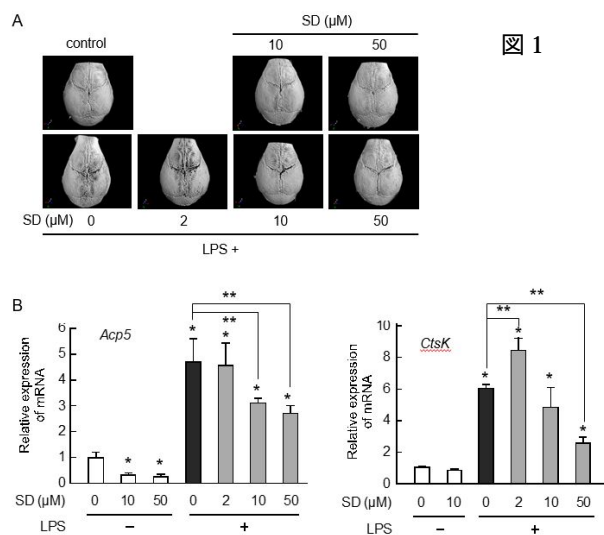 A
SD (μM)
control 10 50
図 1
SD (μM) 0 2 10 50
LPS +
B
**
**
Acp5
*
*
*
*
*
*
Relative expression
of mRNA
6
5
4
3
2
1
0
SD (μM) 0 10 50 0 2 10 50
LPS − +
**
**
CtsK
*
*
*
*
Relative expression
of mRNA
10
8
6
4
2
0
SD (μM) 0 10 0 2 10 50
LPS − +